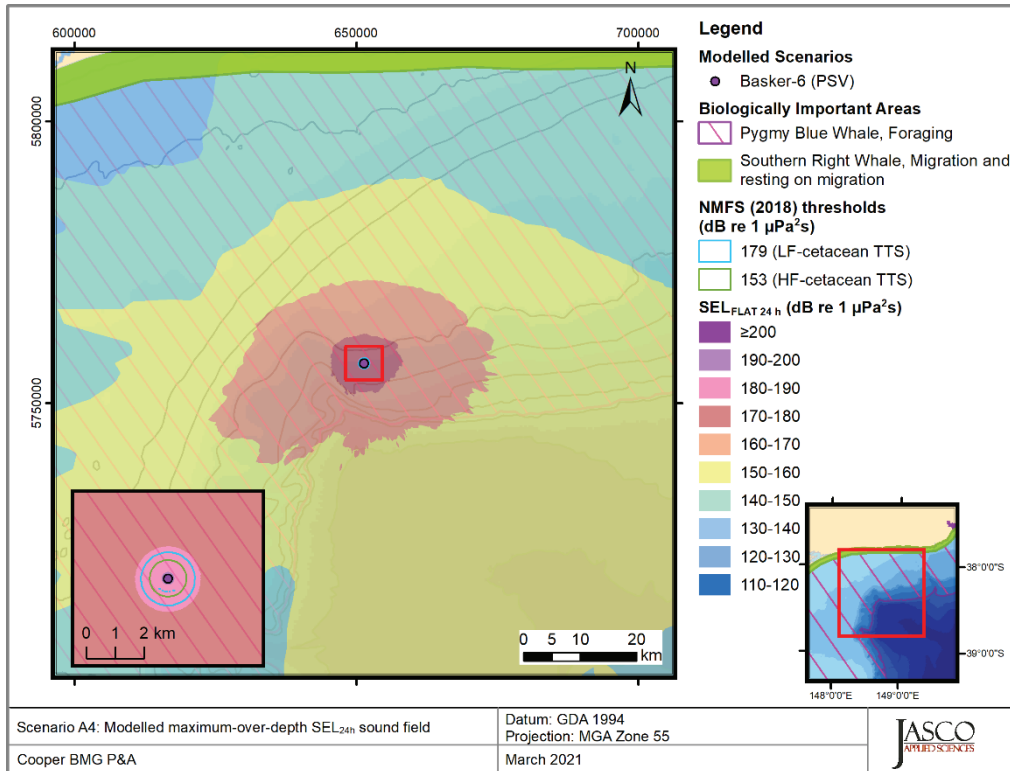 600000
650000
700000
5800000
5750000
N
0 1 2 km
0 5 10 20
km
Legend
Modelled Scenarios
Basker-6 (PSV)
Biologically Important Areas
Pygmy Blue Whale, Foraging
Southern Right Whale, Migration and
resting on migration
NMFS (2018) thresholds
(dB re 1 µPa²s)
179 (LF-cetacean TTS)
153 (HF-cetacean TTS)
SEL_FLAT 24 h (dB re 1 µPa²s)
≥200
190-200
180-190
170-180
160-170
150-160
140-150
130-140
120-130
110-120
38°0'0"S
39°0'0"S
148°0'0"E 149°0'0"E
Scenario A4: Modelled maximum-over-depth SEL24h sound field
Cooper BMG P&A
Datum: GDA 1994
Projection: MGA Zone 55
March 2021
JASCO
APPLIED SCIENCES